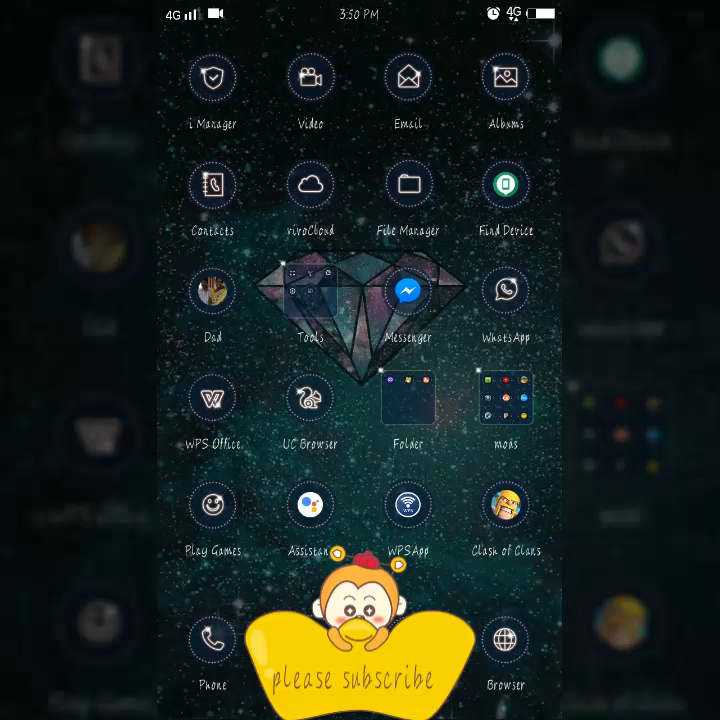 4G 3:50 PM 4G
i Manager Video Email Albums
Contacts vivoCloud File Manager Find Device
Dad Tools Messenger WhatsApp
WPS Office UC Browser Folder mods
WPS
Play Games Assistan WPSApp Clash of Clans
please subscribe
Phone Browser